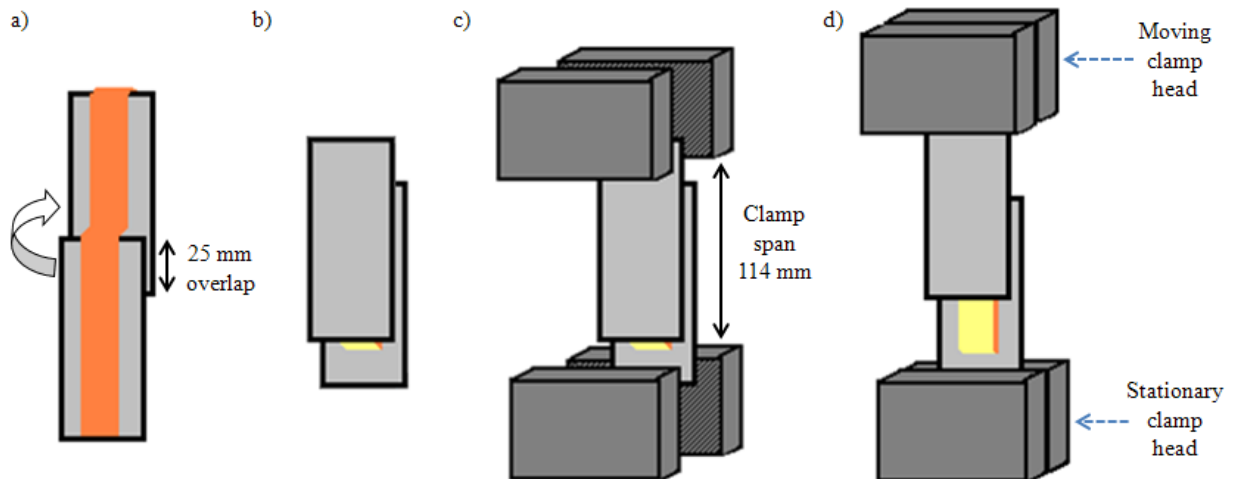 a)
b)
c)
d)
25 mm
overlap
Clamp
span
114 mm
Moving
clamp
head
Stationary
clamp
head